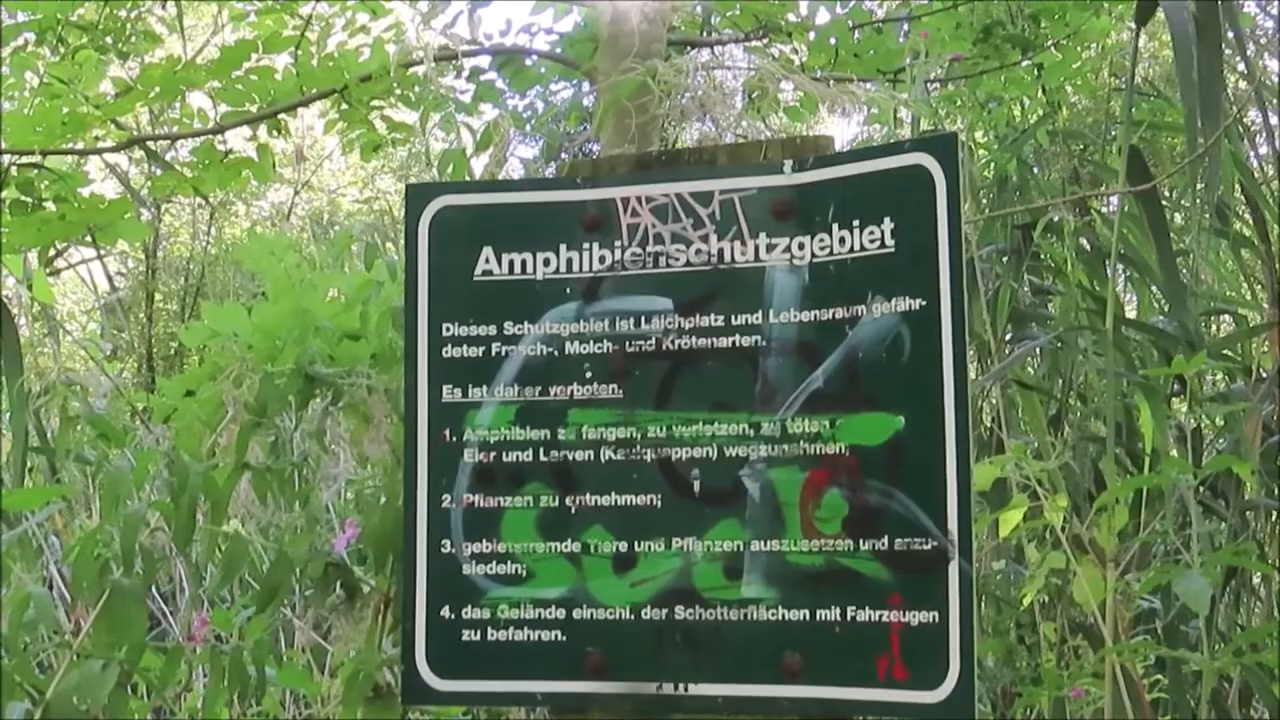 Amphibienschutzgebiet
Dieses Schutzgebiet ist Laichplatz und Lebensraum gefähr-
deter Frosch-, Molch- und Krötenarten.
Es ist daher verboten.
1. Amphibien zu fangen, zu verletzen, zu töten,
Eier und Larven (Kaulquappen) wegzunehmen;
2. Pflanzen zu entnehmen;
3. gebietsfremde Tiere und Pflanzen auszusetzen und anzu-
siedeln;
4. das Gelände einschl. der Schotterflächen mit Fahrzeugen
zu befahren.